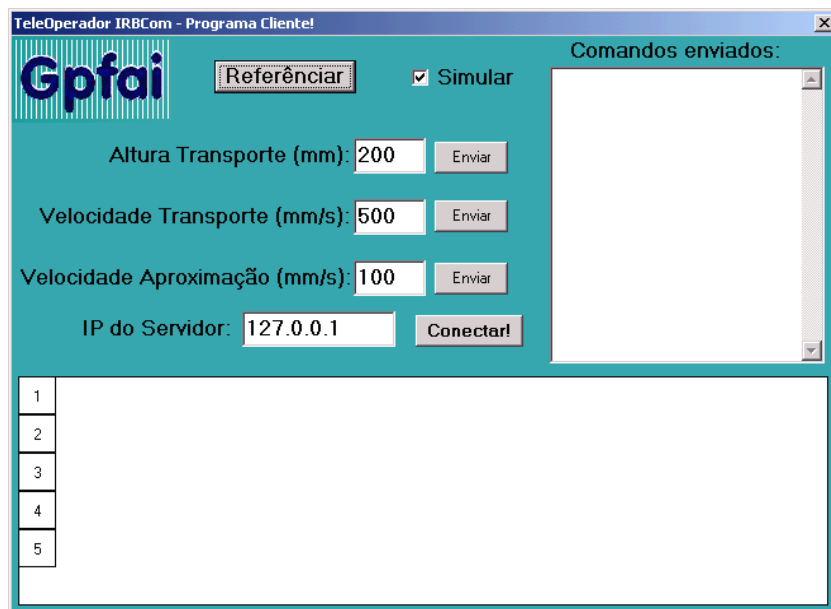 TeleOperador IRBCom - Programa Cliente!
Gpfai
Referênciar
Simular
Comandos enviados:
Altura Transporte (mm): 200 Enviar
Velocidade Transporte (mm/s): 500 Enviar
Velocidade Aproximação (mm/s): 100 Enviar
IP do Servidor: 127.0.0.1 Conectar!
1
2
3
4
5